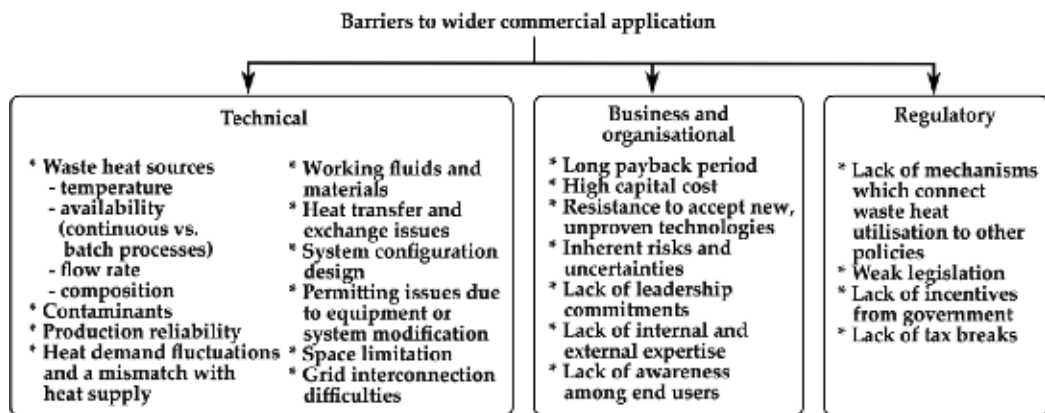 Barriers to wider commercial application
Technical
* Waste heat sources
- temperature
- availability
(continuous vs.
batch processes)
- flow rate
- composition
* Contaminants
* Production reliability
* Heat demand fluctuations
and a mismatch with
heat supply
* Working fluids and
materials
* Heat transfer and
exchange issues
* System configuration
design
* Permitting issues due
to equipment or
system modification
* Space limitation
* Grid interconnection
difficulties
Business and
organisational
* Long payback period
* High capital cost
* Resistance to accept new,
unproven technologies
* Inherent risks and
uncertainties
* Lack of leadership
commitments
* Lack of internal and
external expertise
* Lack of awareness
among end users
Regulatory
* Lack of mechanisms
which connect
waste heat
utilisation to other
policies
* Weak legislation
* Lack of incentives
from government
* Lack of tax breaks